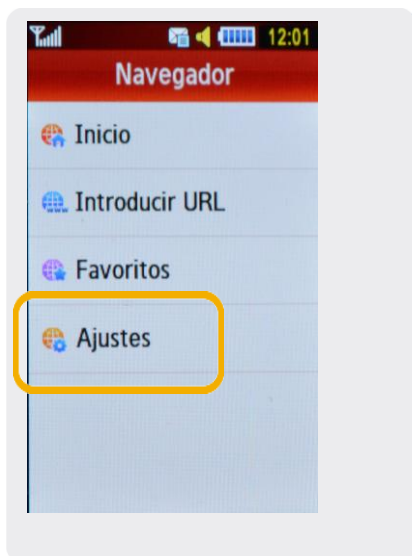 12:01
Navegador
Inicio
Introducir URL
Favoritos
Ajustes